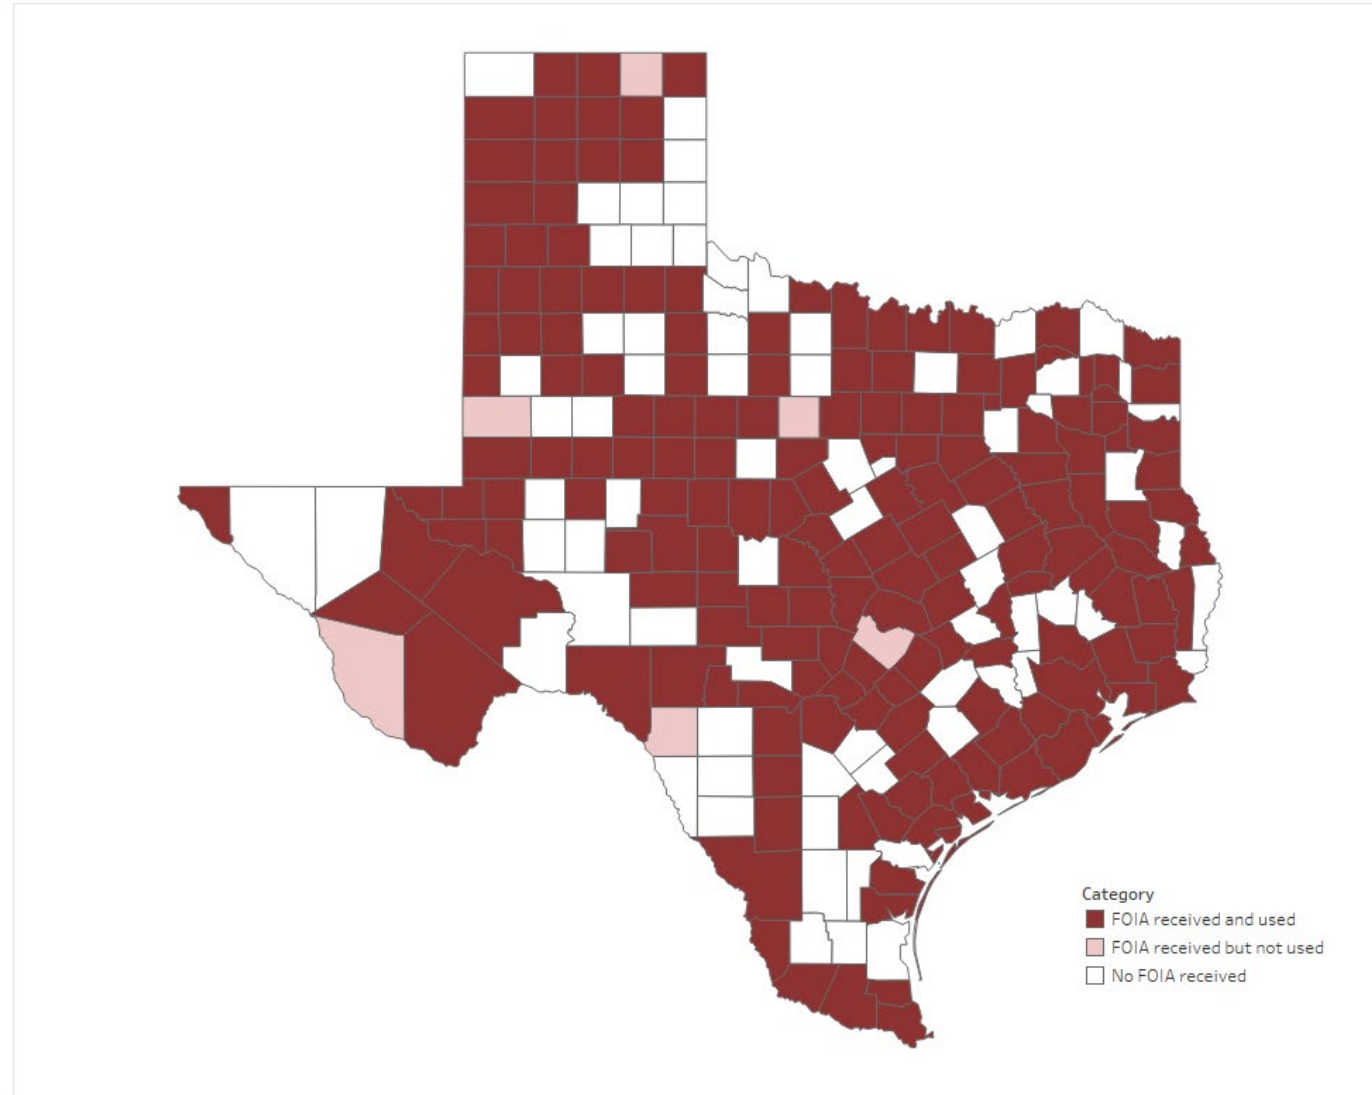 Category
FOIA received and used
FOIA received but not used
No FOIA received